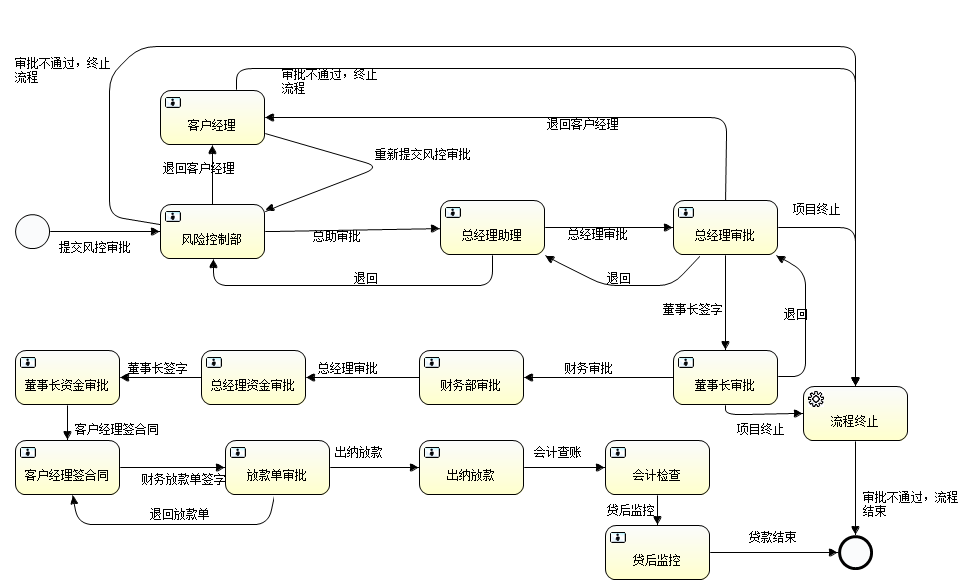 审批不通过，终止
流程
审批不通过，终止
流程
客户经理
退回客户经理
重新提交风控审批
退回客户经理
提交风控审批
风险控制部
总助审批
总经理助理
总经理审批
总经理审批
项目终止
退回
退回
董事长签字
退回
董事长资金审批
董事长签字
总经理资金审批
总经理审批
财务部审批
财务审批
董事长审批
项目终止
流程终止
客户经理签合同
客户经理签合同
财务放款单签字
放款单审批
出纳放款
出纳放款
会计查账
会计检查
退回放款单
贷后监控
贷后监控
贷款结束
审批不通过，流程
结束